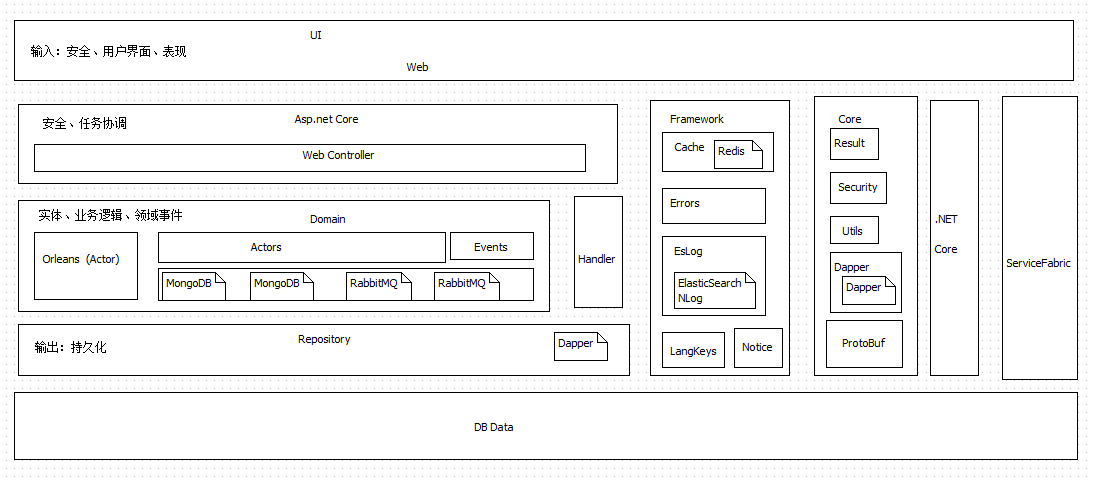 UI
输入：安全、用户界面、表现
Web
安全、任务协调
Asp.net Core
Web Controller
实体、业务逻辑、领域事件
Domain
Orleans (Actor)
Actors
Events
MongoDB
MongoDB
RabbitMQ
RabbitMQ
Handler
输出：持久化
Repository
Dapper
Framework
Cache
Redis
Errors
EsLog
ElasticSearch
NLog
LangKeys
Notice
Core
Result
Security
Utils
Dapper
Dapper
ProtoBuf
.NET
Core
ServiceFabric
DB Data